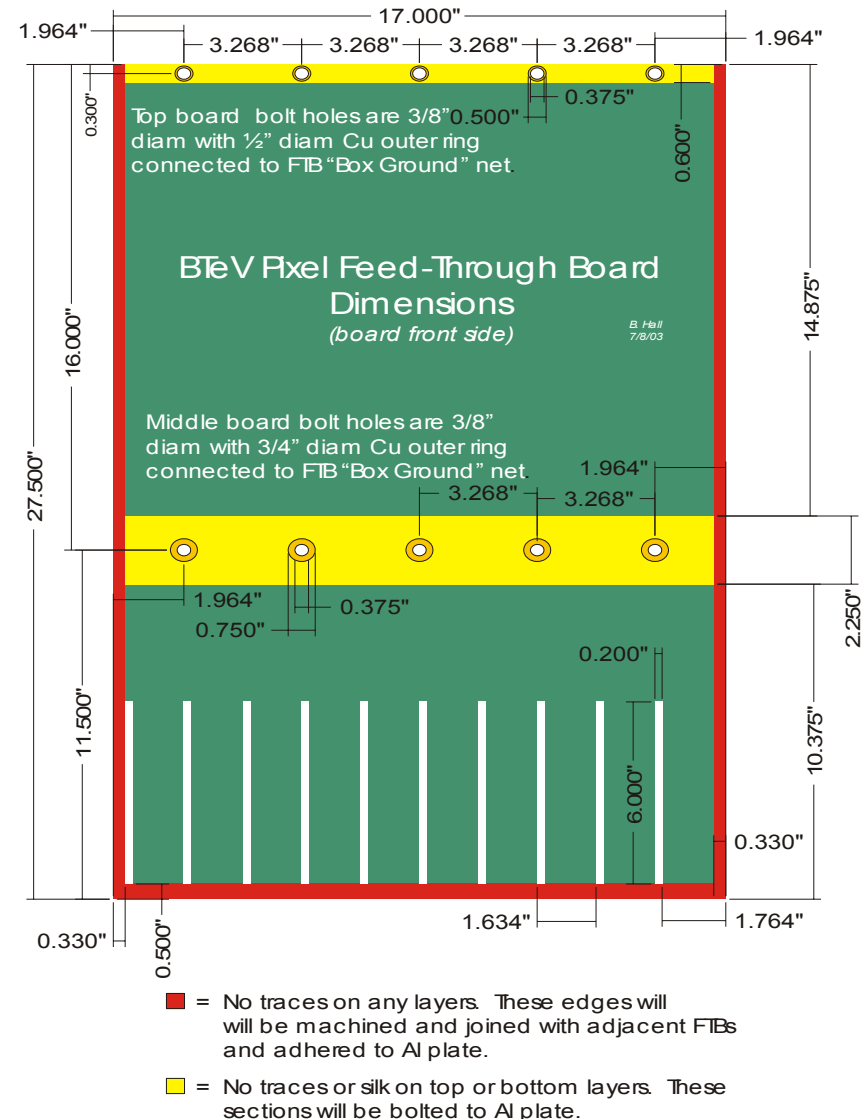 17.000"
1.964"
3.268" 3.268" 3.268" 3.268"
1.964"
0.300"
0.375"
0.500"
0.600"
Top board bolt holes are 3/8"
diam with ½” diam Cu outer ring
connected to FTB “Box Ground” net.
BTeV Pixel Feed-Through Board
Dimensions
(board front side)
B. Hall
7/8/03
16.000"
14.875"
27.500"
Middle board bolt holes are 3/8”
diam with 3/4” diam Cu outer ring
connected to FTB “Box Ground” net.
1.964"
3.268" 3.268"
1.964"
0.375"
0.750"
2.250"
0.200"
11.500"
6.000"
10.375"
0.330"
1.634"
1.764"
0.330"
0.500"
= No traces on any layers. These edges will
will be machined and joined with adjacent FTBs
and adhered to Al plate.
= No traces or silk on top or bottom layers. These
sections will be bolted to Al plate.